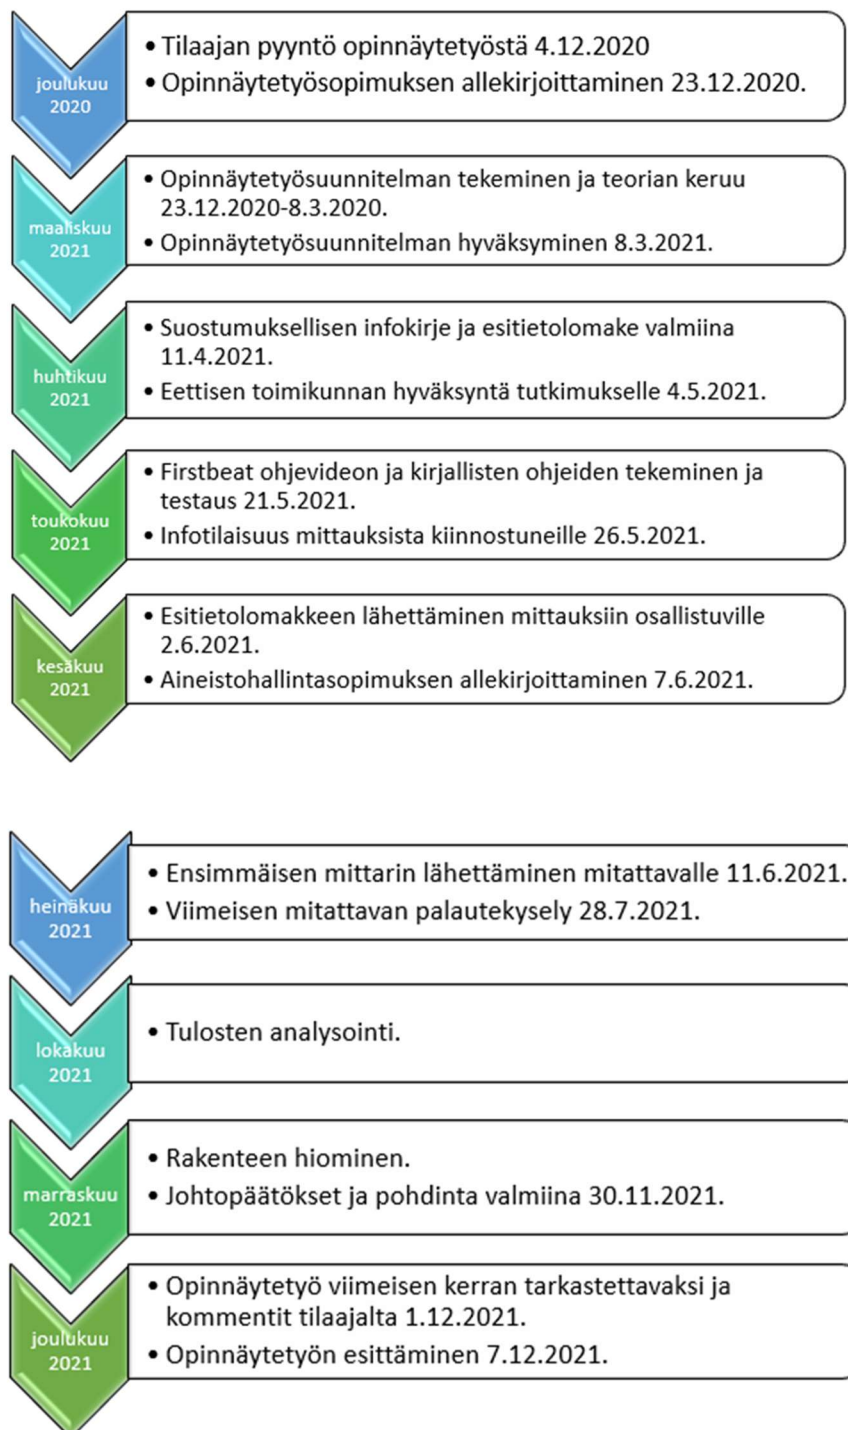 joulukuu
2020
• Tilaajan pyyntö opinnäytetyöstä 4.12.2020
• Opinnäytetyösopimuksen allekirjoittaminen 23.12.2020.
maaliskuu
2021
• Opinnäytetyösuunnitelman tekeminen ja teorian keruu
23.12.2020-8.3.2020.
• Opinnäytetyösuunnitelman hyväksyminen 8.3.2021.
huhtikuu
2021
• Suostumuksellisen infokirje ja esitietolomake valmiina
11.4.2021.
• Eettisen toimikunnan hyväksyntä tutkimukselle 4.5.2021.
toukokuu
2021
• Firstbeat ohjevideon ja kirjallisten ohjeiden tekeminen ja
testaus 21.5.2021.
• Infotilaisuus mittauksista kiinnostuneille 26.5.2021.
kesäkuu
2021
• Esitietolomakkeen lähettäminen mittauksiin osallistuville
2.6.2021.
• Aineistohallintasopimuksen allekirjoittaminen 7.6.2021.
heinäkuu
2021
• Ensimmäisen mittarin lähettäminen mitattavalle 11.6.2021.
• Viimeisen mitattavan palautekysely 28.7.2021.
lokakuu
2021
• Tulosten analysointi.
marraskuu
2021
• Rakenteen hiominen.
• Johtopäätökset ja pohdinta valmiina 30.11.2021.
joulukuu
2021
• Opinnäytetyö viimeisen kerran tarkastettavaksi ja
kommentit tilaajalta 1.12.2021.
• Opinnäytetyön esittäminen 7.12.2021.